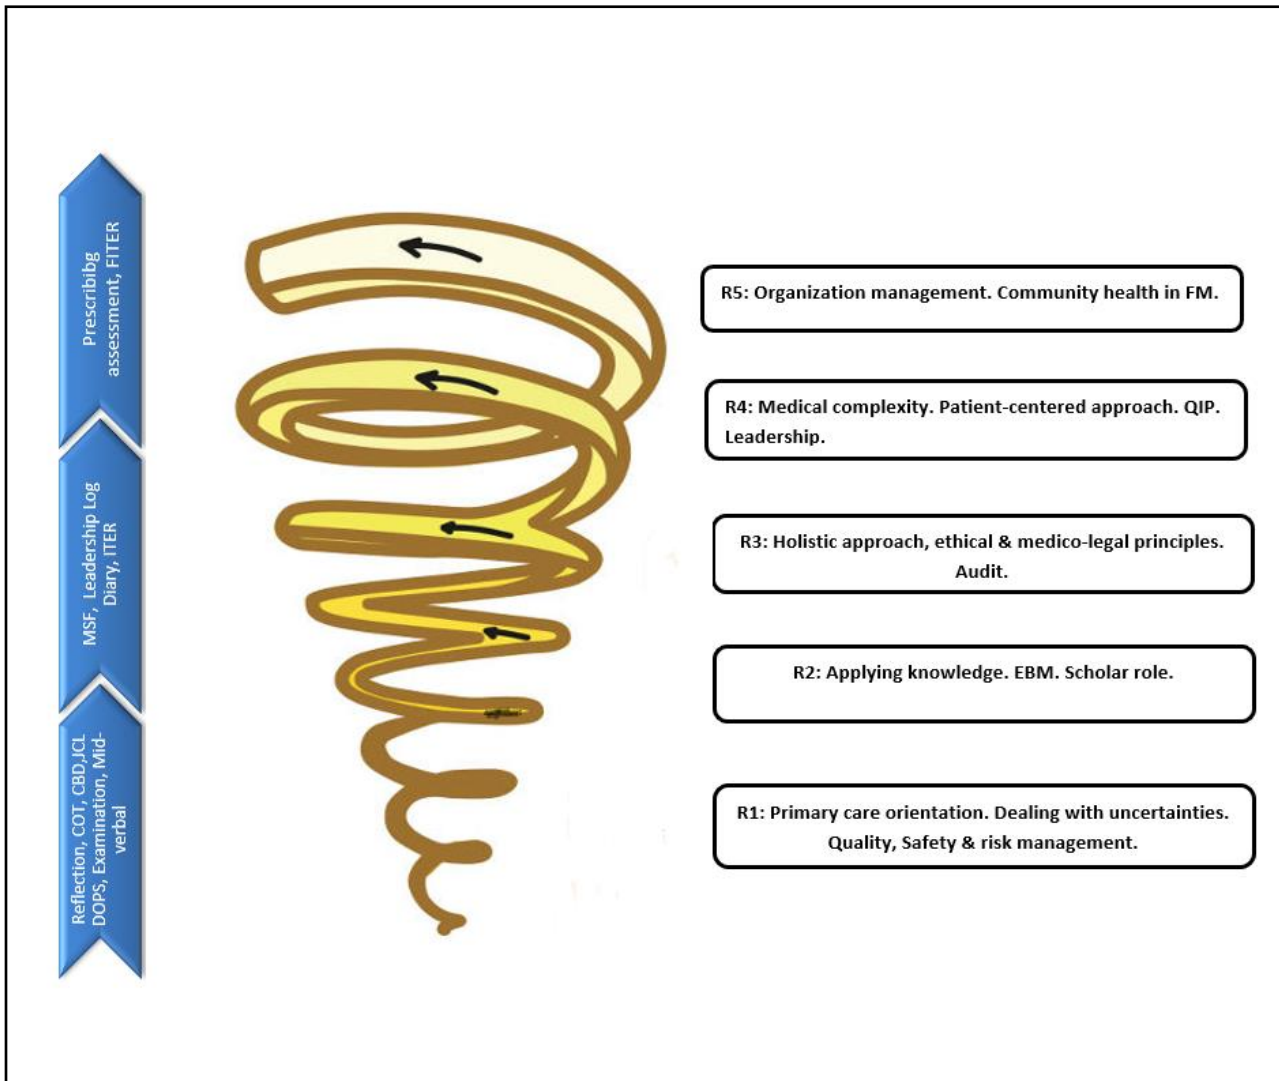 Prescribibg
assessment, FITER
MSF,  Leadership Log
Diary, ITER
Reflection, COT, CBD,JCL
DOPS, Examination, Mid-
verbal
R5: Organization management. Community health in FM.
R4: Medical complexity. Patient-centered approach. QIP.
Leadership.
R3: Holistic approach, ethical & medico-legal principles.
Audit.
R2: Applying knowledge. EBM. Scholar role.
R1: Primary care orientation. Dealing with uncertainties.
Quality, Safety & risk management.